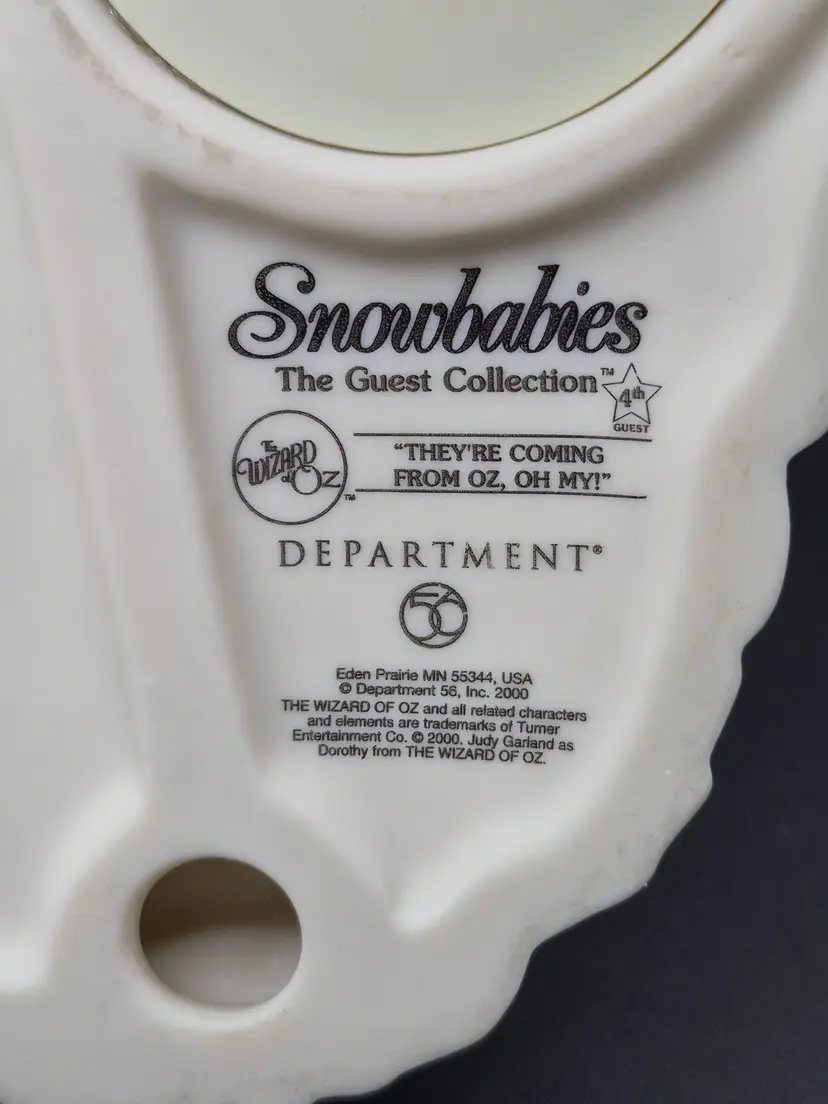 Snowbabies
The Guest Collection™
4th
GUEST
The
WIZARD
of OZ™
"THEY'RE COMING
FROM OZ, OH MY!"
DEPARTMENT®
56
Eden Prairie MN 55344, USA
© Department 56, Inc. 2000
THE WIZARD OF OZ and all related characters
and elements are trademarks of Turner
Entertainment Co. © 2000. Judy Garland as
Dorothy from THE WIZARD OF OZ.